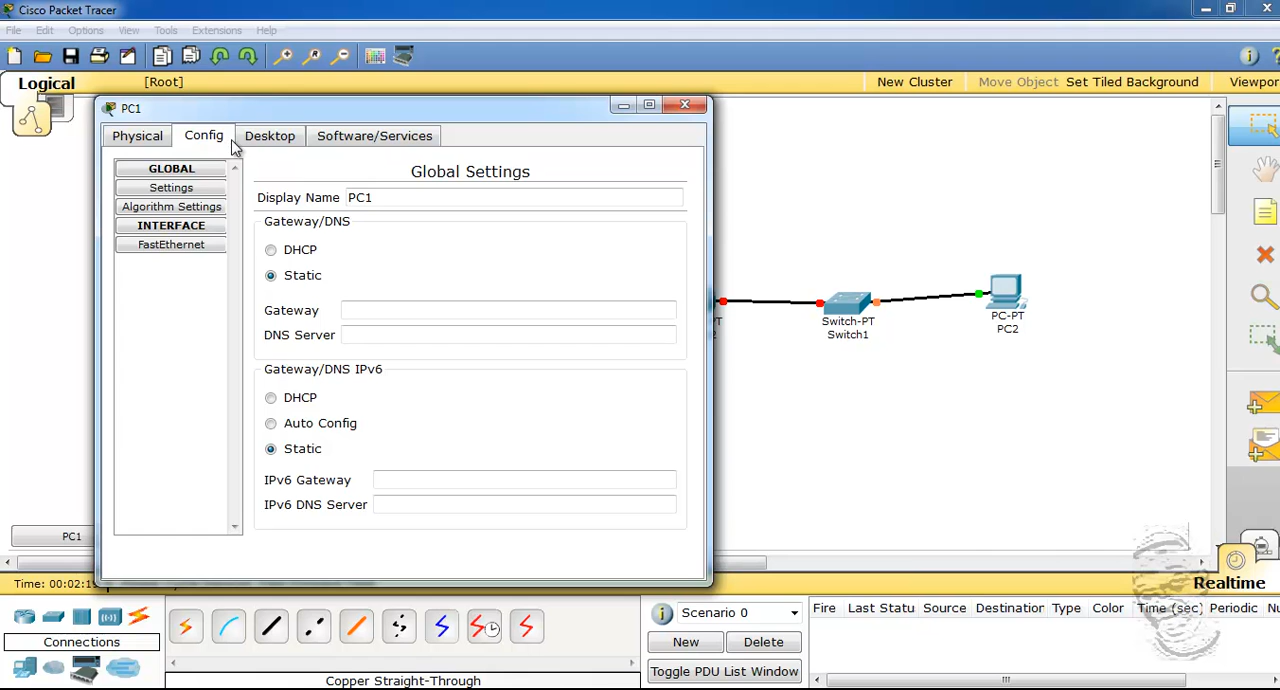 Cisco Packet Tracer
File Edit Options View Tools Extensions Help
Logical [Root] New Cluster Move Object Set Tiled Background Viewpor
PC1
Physical Config Desktop Software/Services
GLOBAL
Settings
Algorithm Settings
INTERFACE
FastEthernet
Global Settings
Display Name PC1
Gateway/DNS
DHCP
Static
Gateway
DNS Server
Gateway/DNS IPv6
DHCP
Auto Config
Static
IPv6 Gateway
IPv6 DNS Server
Switch-PT
Switch1
PC-PT
PC2
PC1
Time: 00:02:1
Realtime
Connections
Copper Straight-Through
Scenario 0
New Delete
Toggle PDU List Window
Fire Last Statu Source Destination Type Color Time (sec) Periodic Nu